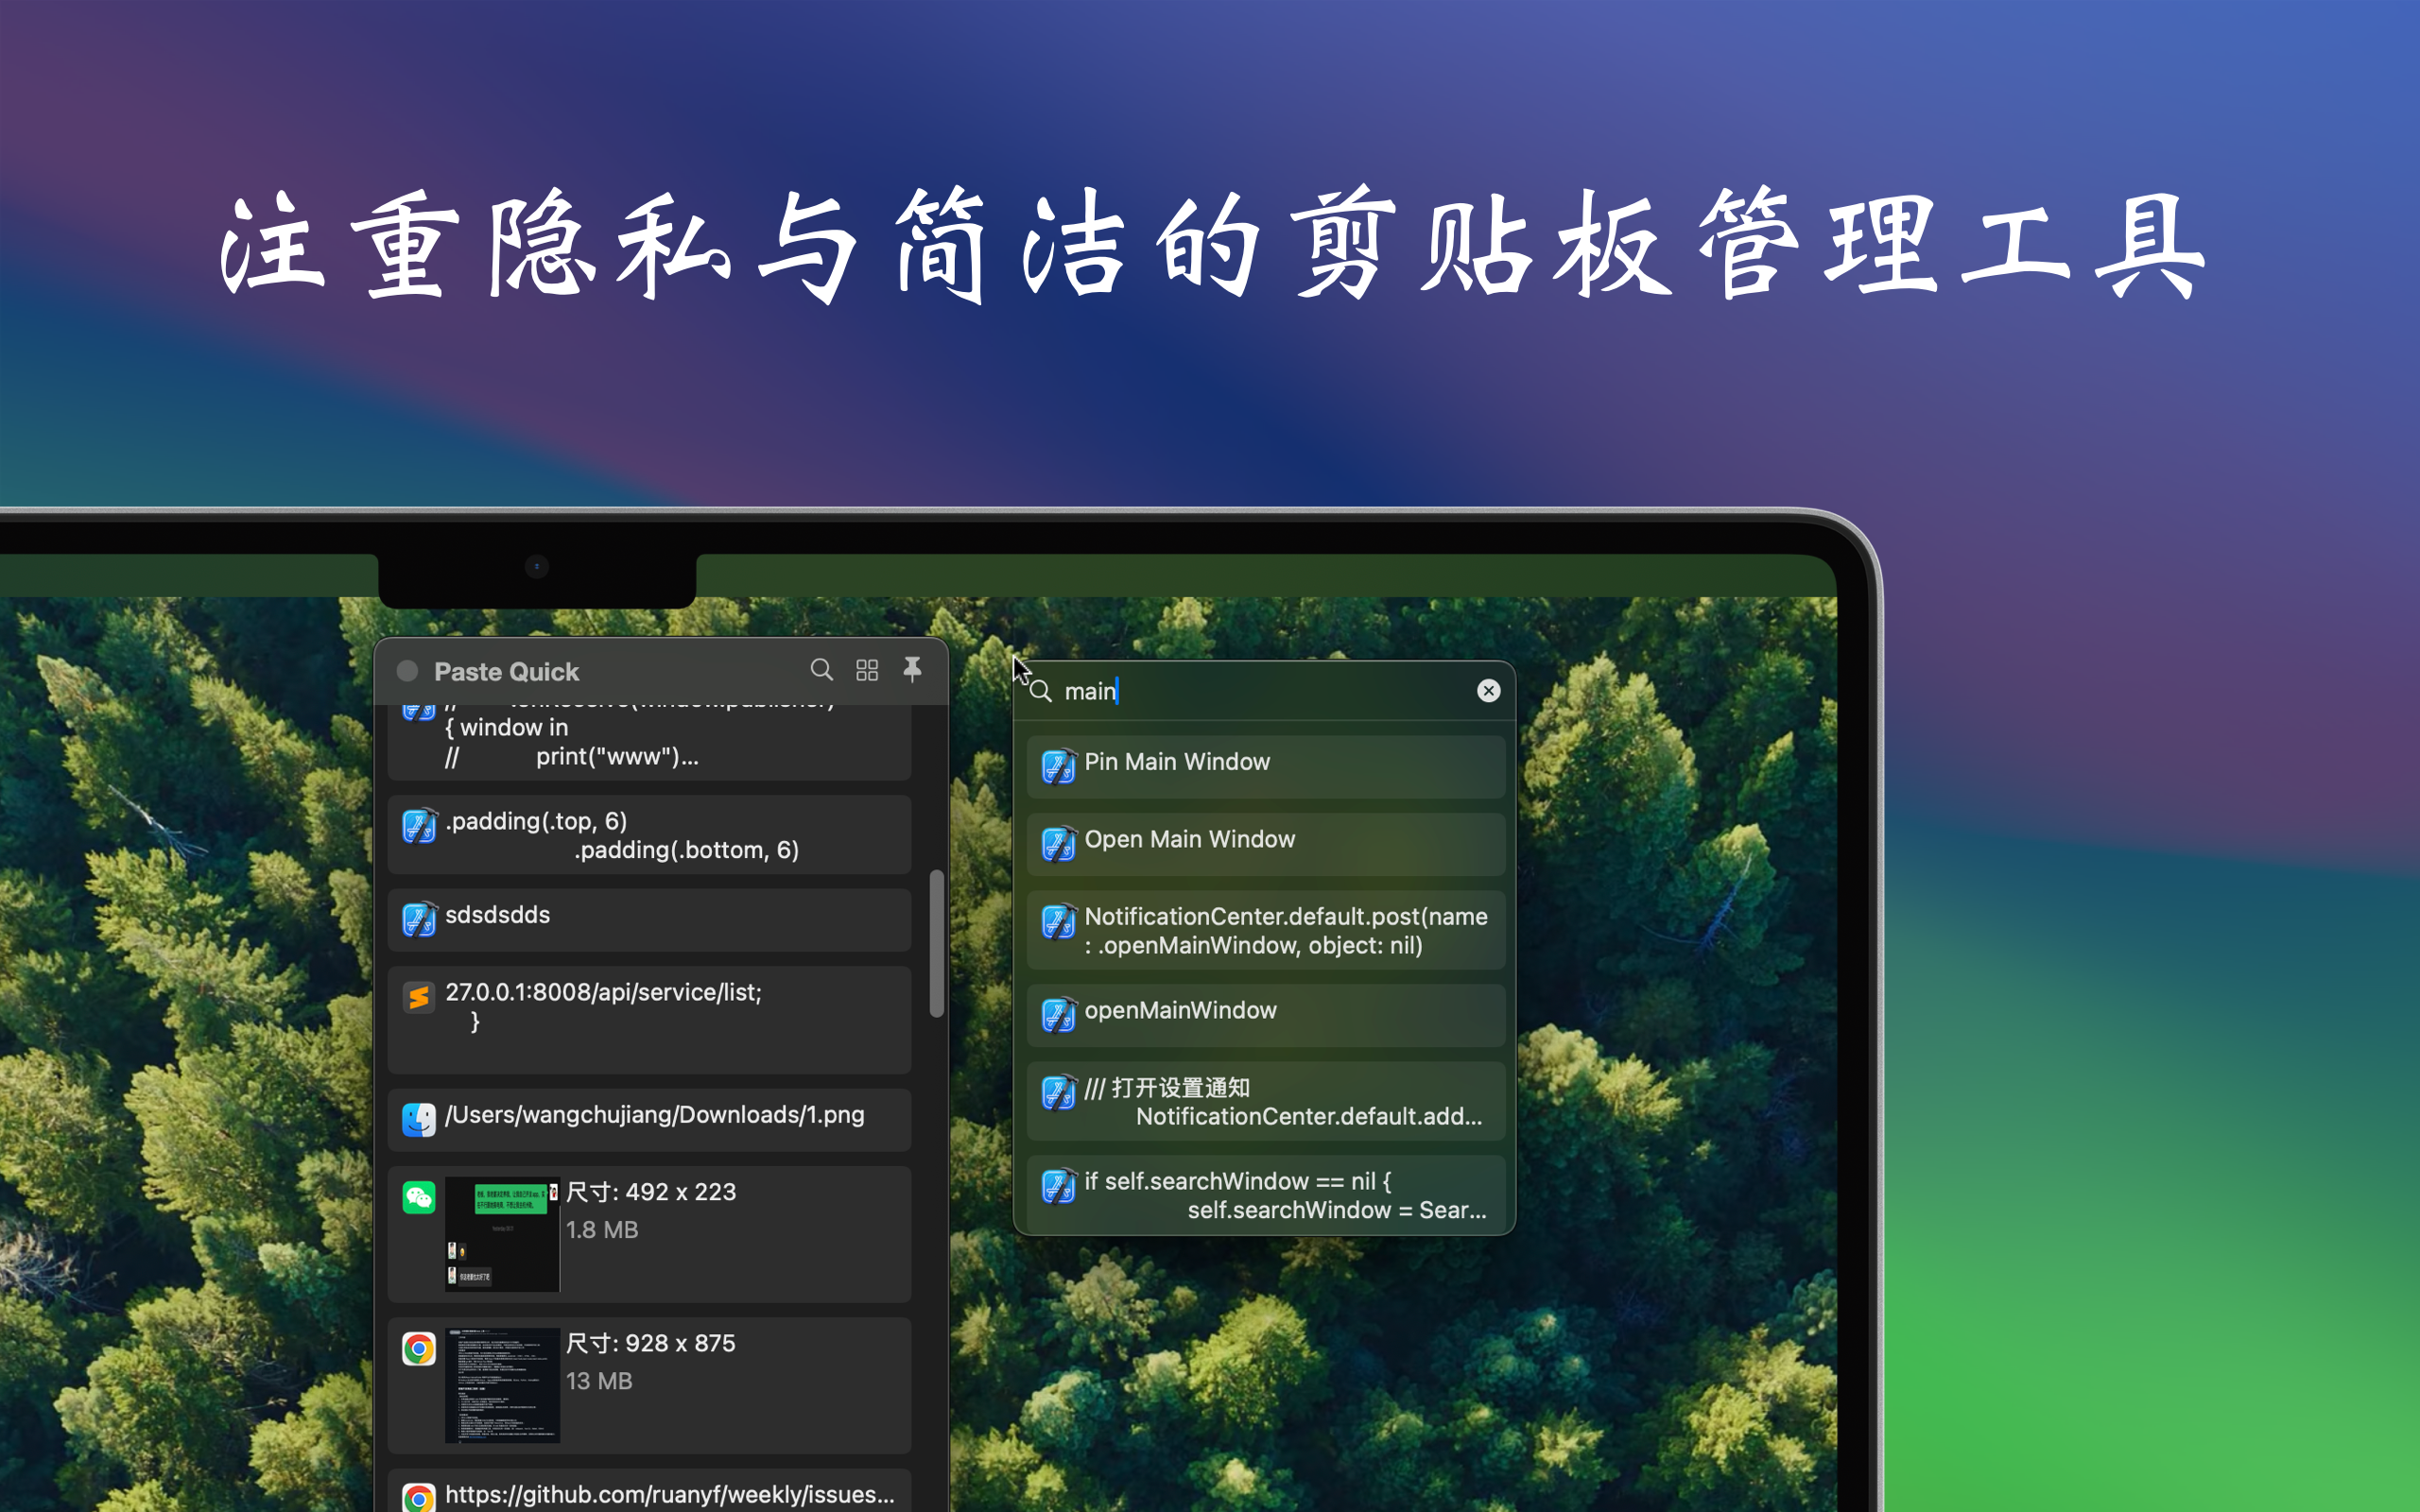 注重隐私与简洁的剪贴板管理工具
Paste Quick
{ window in
// print("www")...
.padding(.top, 6)
.padding(.bottom, 6)
sdsdsdds
27.0.0.1:8008/api/service/list;
}
/Users/wangchujiang/Downloads/1.png
尺寸: 492 x 223
1.8 MB
尺寸: 928 x 875
13 MB
https://github.com/ruanyf/weekly/issues...
main
Pin Main Window
Open Main Window
NotificationCenter.default.post(name
: .openMainWindow, object: nil)
openMainWindow
/// 打开设置通知
NotificationCenter.default.add...
if self.searchWindow == nil {
self.searchWindow = Sear...